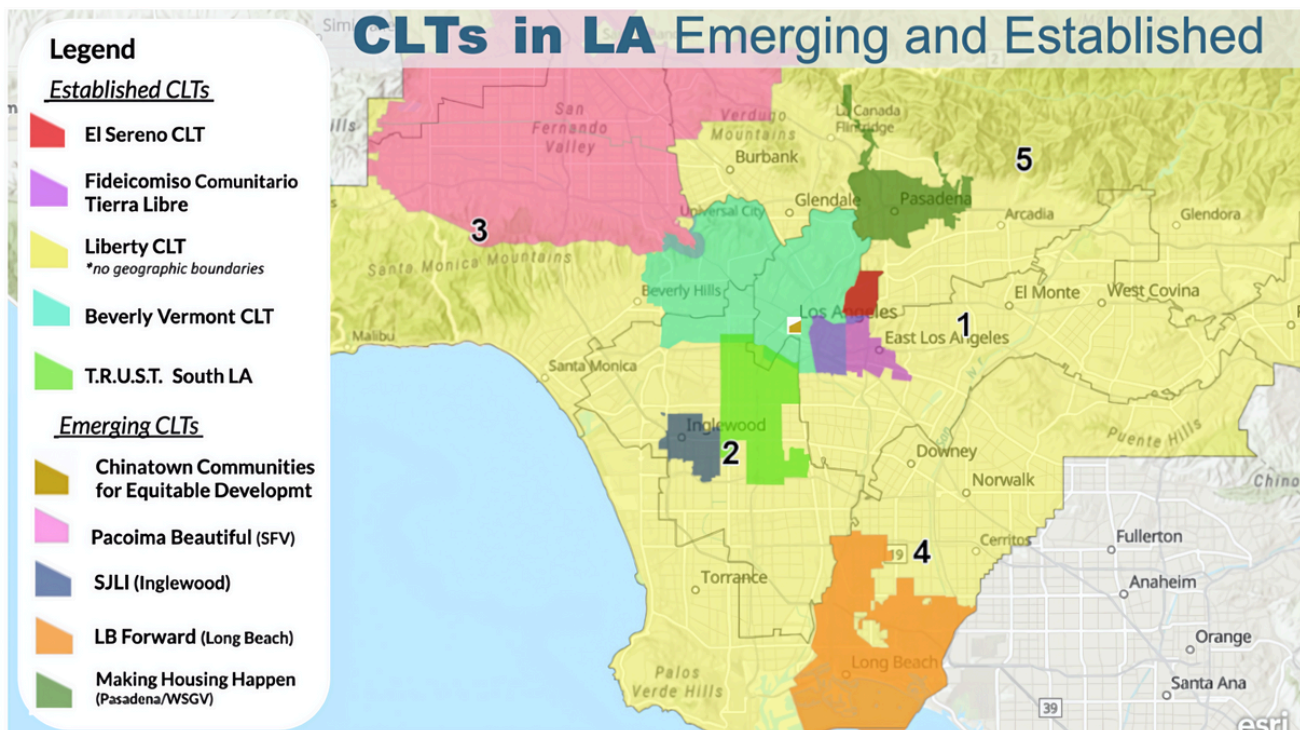 CLTs in LA Emerging and Established
Legend
Established CLTs
El Sereno CLT
Fideicomiso Comunitario
Tierra Libre
Liberty CLT
*no geographic boundaries
Beverly Vermont CLT
T.R.U.S.T. South LA
Emerging CLTs
Chinatown Communities
for Equitable Developmt
Pacoima Beautiful (SFV)
SJLI (Inglewood)
LB Forward (Long Beach)
Making Housing Happen
(Pasadena/WSGV)
2
San
Fernando
Valley
Verdugo
Mountains
La Canada
Flintridge
Burbank
5
Glendale
Pasadena
Universal City
Arcadia
Glendora
3
Santa Monica Mountains
Beverly Hills
El Monte
West Covina
Los Angeles
1
East Los Angeles
Malibu
Santa Monica
Inglewood
2
Puente Hills
Downey
Norwalk
Chino
19
4
Cerritos
Fullerton
Torrance
Anaheim
Orange
Long Beach
Palos
Verde Hills
Santa Ana
39
esri